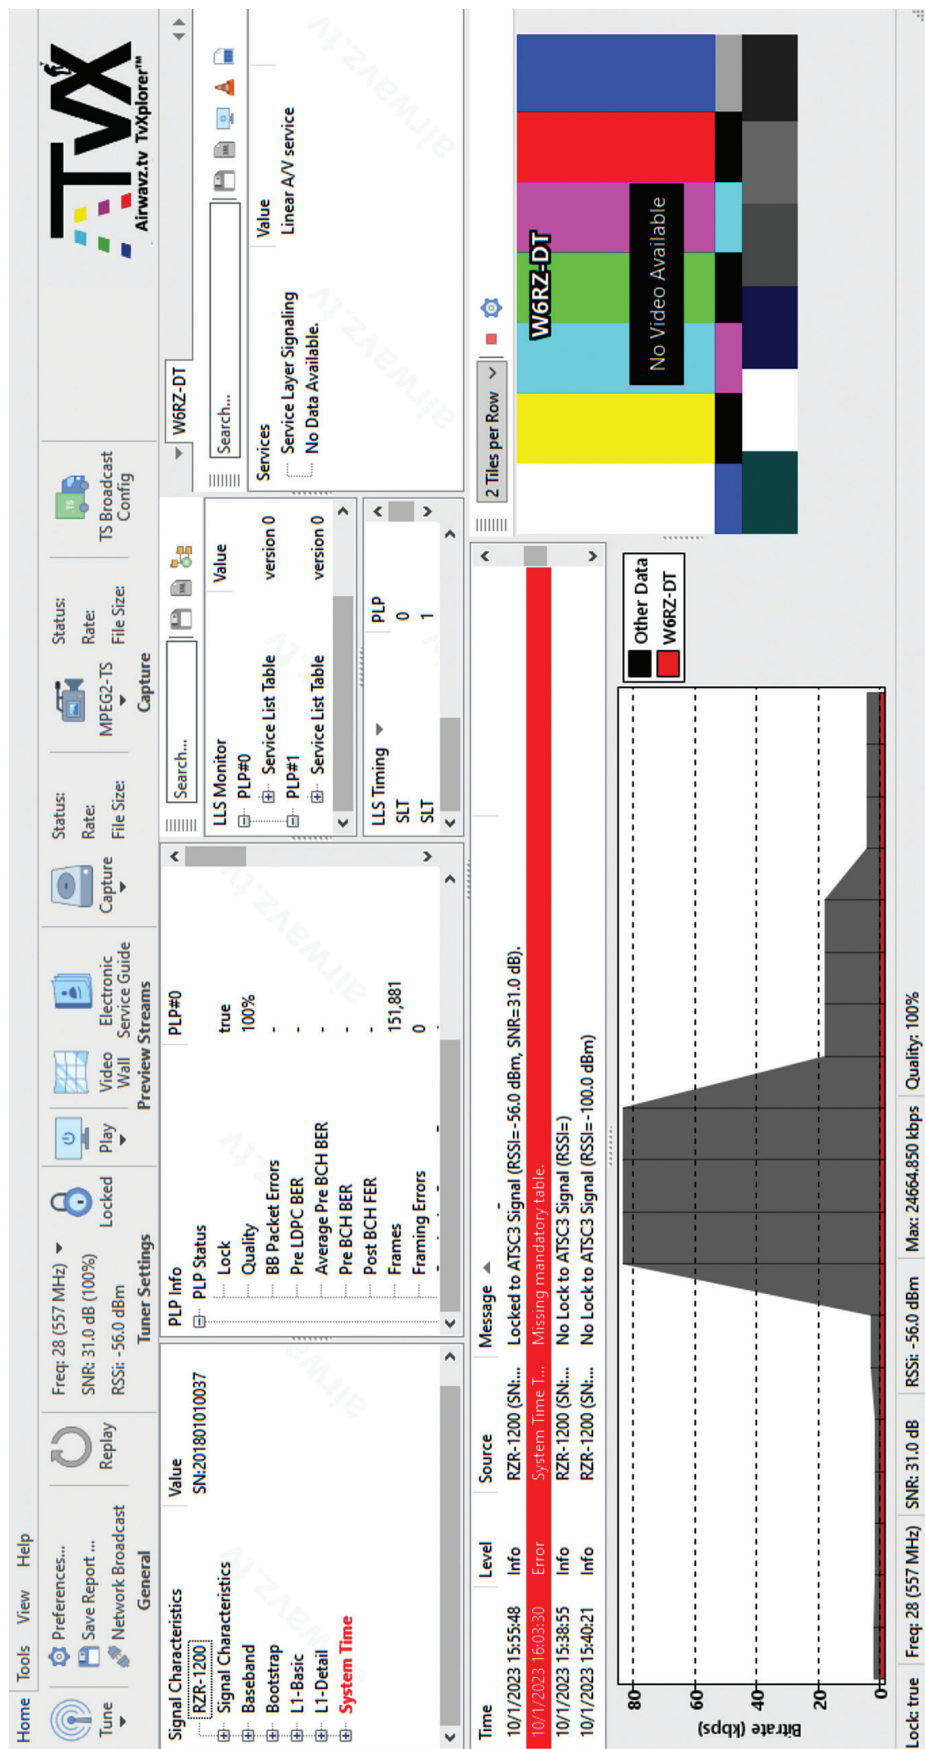 Home Tools View Help
Tune
Preferences...
Save Report ...
Network Broadcast
General
Replay
Freq: 28 (557 MHz)
SNR: 31.0 dB (100%)
RSSi: -56.0 dBm
Locked
Tuner Settings
Play
Video Wall
Electronic Service Guide
Preview Streams
Capture
Status:
Rate:
File Size:
MPEG2-TS
Status:
Rate:
File Size:
Capture
TS
TS Broadcast Config
TVX
Airwavz.tv TvXplorer™
Signal Characteristics Value
RZR-1200 SN:201801010037
Signal Characteristics
Baseband
Bootstrap
L1-Basic
L1-Detail
System Time
PLP Info PLP#0
PLP Status
Lock true
Quality 100%
BB Packet Errors -
Pre LDPC BER -
Average Pre BCH BER -
Pre BCH BER -
Post BCH FER -
Frames 151,881
Framing Errors 0
Search...
LLS Monitor Value
PLP#0
Service List Table version 0
PLP#1
Service List Table version 0
LLS Timing PLP
SLT 0
SLT 1
W6RZ-DT
Search...
Services Value
Service Layer Signaling Linear A/V service
No Data Available.
airwavz.tv
airwavz.tv
airwavz.tv
airwavz.tv
Time Level Source Message
10/1/2023 15:55:48 Info RZR-1200 (SN:... Locked to ATSC3 Signal (RSSI=-56.0 dBm, SNR=31.0 dB).
10/1/2023 16:03:30 Error System Time T... Missing mandatory table.
10/1/2023 15:38:55 Info RZR-1200 (SN:... No Lock to ATSC3 Signal (RSSI=)
10/1/2023 15:40:21 Info RZR-1200 (SN:... No Lock to ATSC3 Signal (RSSI=-100.0 dBm)
2 Tiles per Row
W6RZ-DT
No Video Available
Bitrate (kbps)
80
60
40
20
0
Other Data
W6RZ-DT
Lock: true Freq: 28 (557 MHz) SNR: 31.0 dB RSSi: -56.0 dBm Max: 24664.850 kbps Quality: 100%